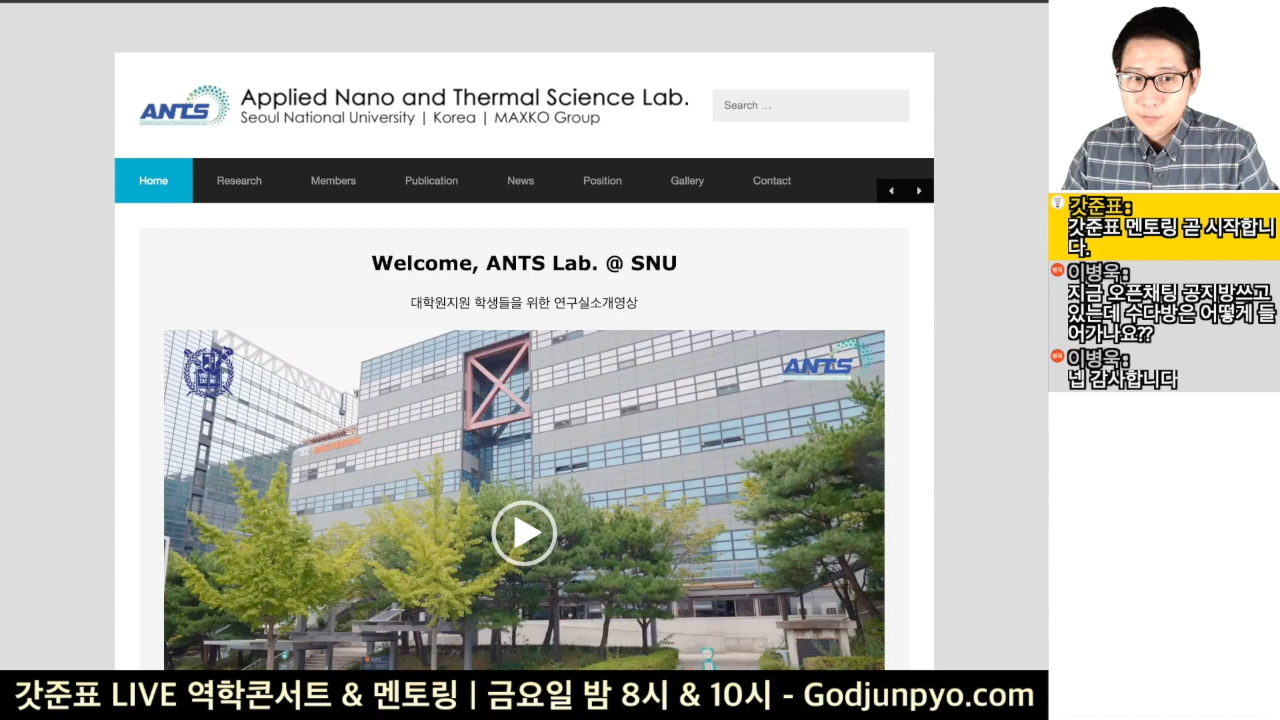 ANTS
Applied Nano and Thermal Science Lab.
Seoul National University | Korea | MAXKO Group
Search ...
Home
Research
Members
Publication
News
Position
Gallery
Contact
Welcome, ANTS Lab. @ SNU
대학원지원 학생들을 위한 연구실소개영상
ANTS
갓준표:
갓준표 멘토링 곧 시작합니
다.
이병욱:
지금 오픈채팅 공지방쓰고
있는데 수다방은 어떻게 들
어가나요??
이병욱:
넨 감사합니다
갓준표 LIVE 역학콘서트 & 멘토링 | 금요일 밤 8시 & 10시 - Godjunpyo.com